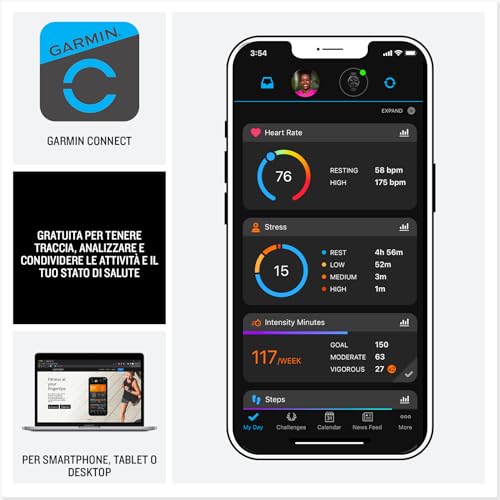 GARMIN
GARMIN CONNECT
GRATUITA PER TENERE
TRACCIA, ANALIZZARE E
CONDIVIDERE LE ATTIVITÀ E IL
TUO STATO DI SALUTE
Fitness at
your
fingertips
PER SMARTPHONE, TABLET O
DESKTOP
3:54
EXPAND
Heart Rate
76
RESTING 58 bpm
HIGH 175 bpm
Stress
15
REST 4h 56m
LOW 52m
MEDIUM 3m
HIGH 1m
Intensity Minutes
117/WEEK
GOAL 150
MODERATE 63
VIGOROUS 27 x2
Steps
31
My Day Challenges Calendar News Feed More